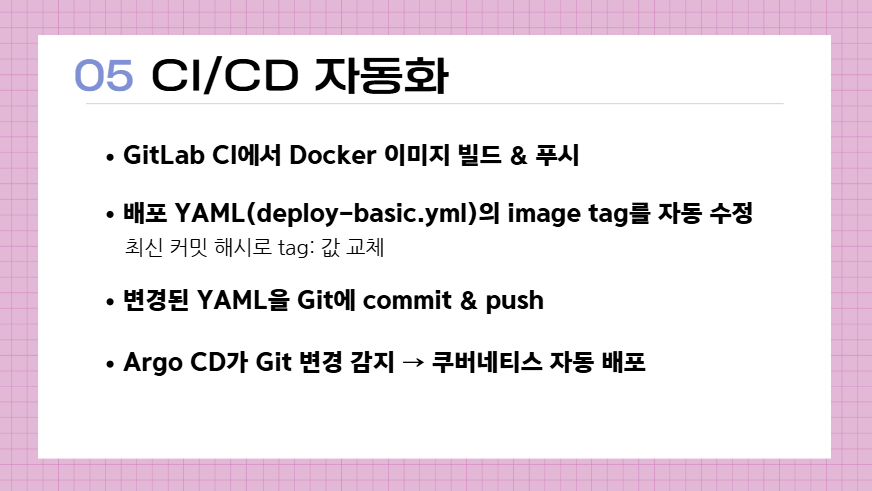 05 CI/CD 자동화
• GitLab CI에서 Docker 이미지 빌드 & 푸시
• 배포 YAML(deploy-basic.yml)의 image tag를 자동 수정
최신 커밋 해시로 tag: 값 교체
• 변경된 YAML을 Git에 commit & push
• Argo CD가 Git 변경 감지 → 쿠버네티스 자동 배포